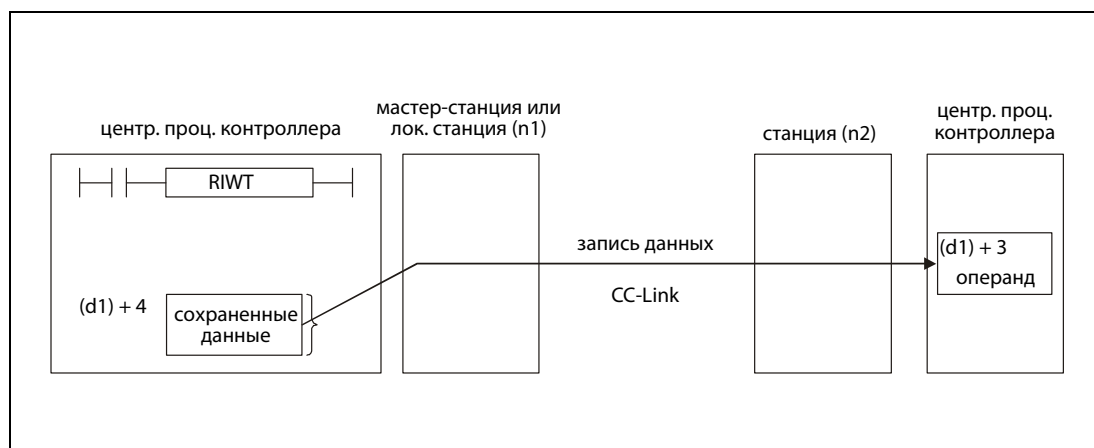 центр. проц. контроллера
мастер-станция или
лок. станция (n1)
станция (n2)
центр. проц.
контроллера
RIWT
(d1) + 4
сохраненные
данные
запись данных
CC-Link
(d1) + 3
операнд